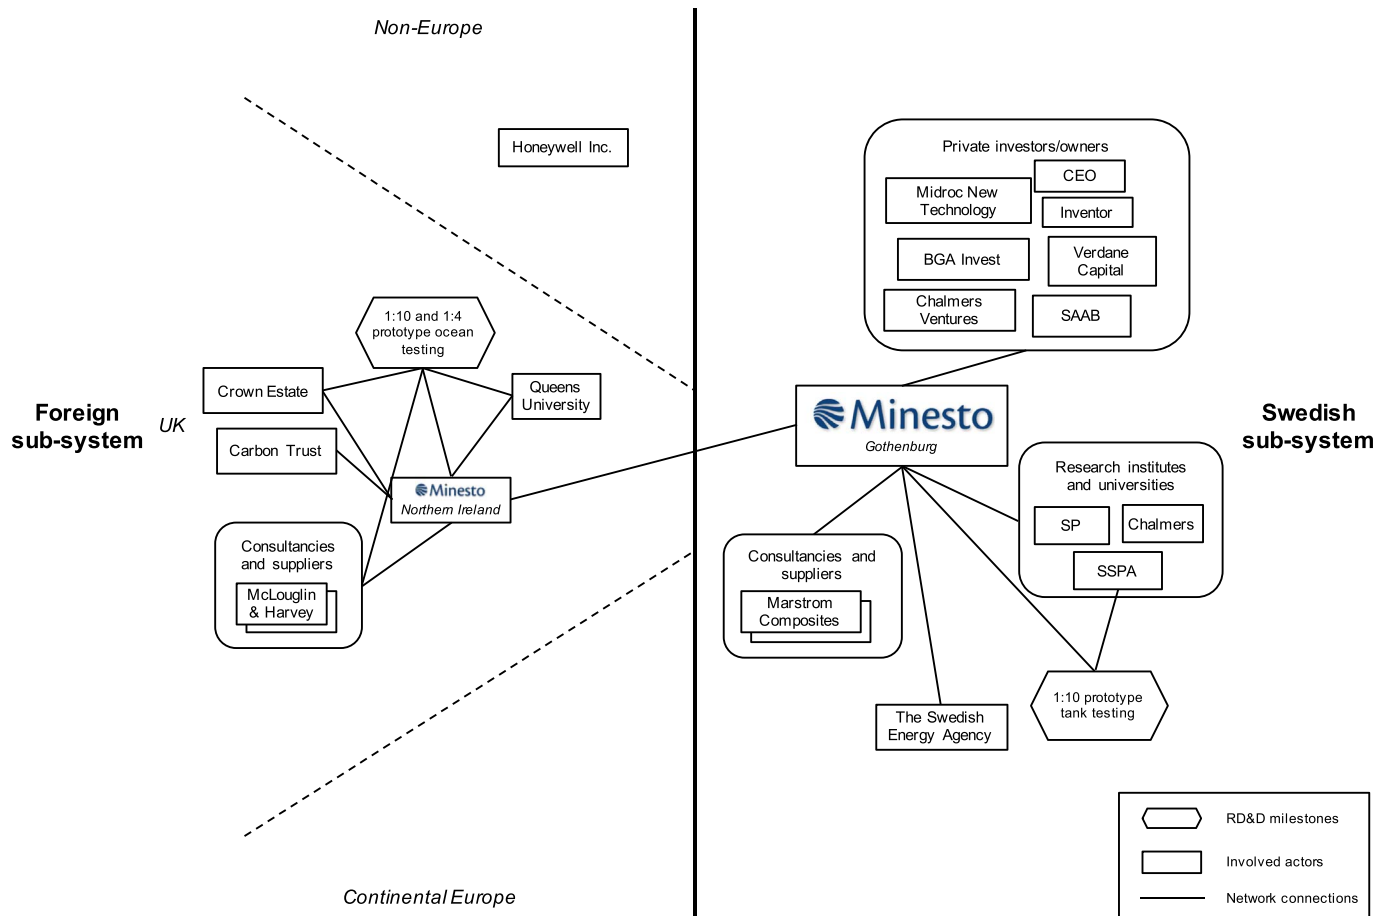 Non-Europe
Honeywell Inc.
Private investors/owners
CEO
Midroc New
Technology
Inventor
BGA Invest
Verdane
Capital
Chalmers
Ventures
SAAB
1:10 and 1:4
prototype ocean
testing
Crown Estate
Queens
University
Carbon Trust
Foreign
sub-system
UK
Minesto
Northern Ireland
Consultancies
and suppliers
McLouglin
& Harvey
Minesto
Gothenburg
Swedish
sub-system
Research institutes
and universities
SP
Chalmers
SSPA
Consultancies and
suppliers
Marstrom
Composites
The Swedish
Energy Agency
1:10 prototype
tank testing
Continental Europe
RD&D milestones
Involved actors
Network connections